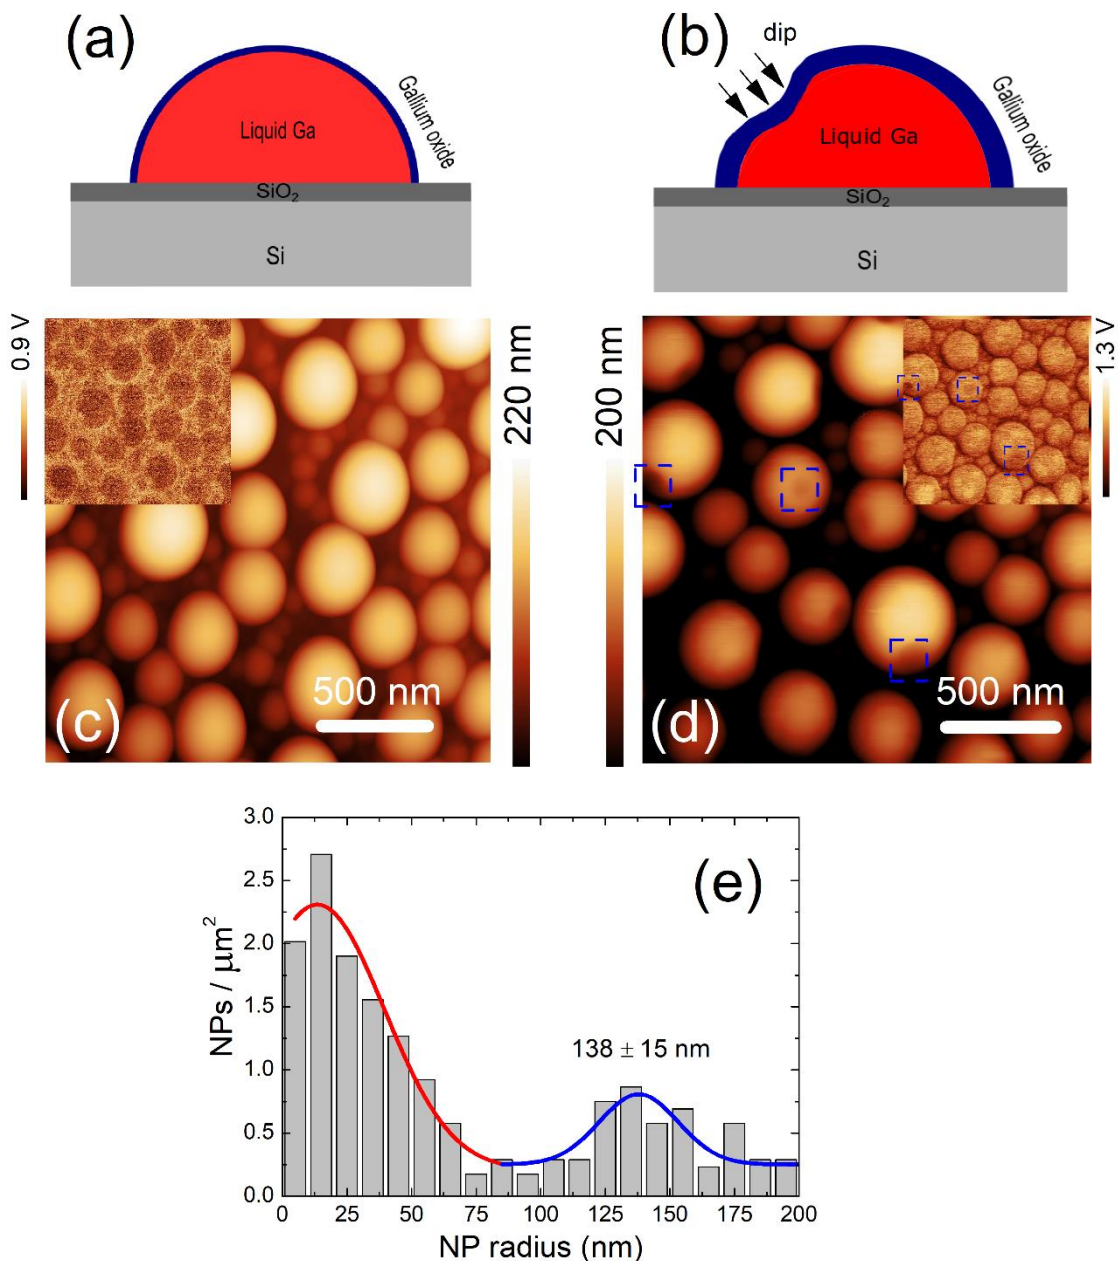 (a)
Liquid Ga
Gallium oxide
SiO₂
Si
(b)
dip
Liquid Ga
Gallium oxide
SiO₂
Si
0.9 V
220 nm
500 nm
(c)
200 nm
1.3 V
500 nm
(d)
(e)
138 ± 15 nm
NPs / μm²
3.0
2.5
2.0
1.5
1.0
0.5
0.0
0 25 50 75 100 125 150 175 200
NP radius (nm)